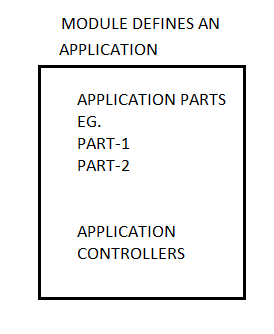 MODULE DEFINES AN
APPLICATION
APPLICATION PARTS
EG.
PART-1
PART-2
APPLICATION
CONTROLLERS